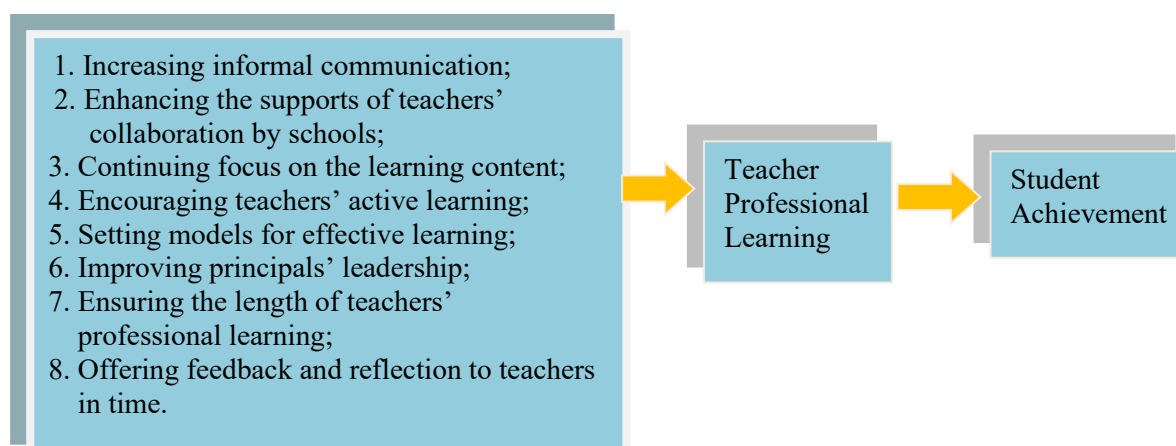 1. Increasing informal communication;
2. Enhancing the supports of teachers'
collaboration by schools;
3. Continuing focus on the learning content;
4. Encouraging teachers' active learning;
5. Setting models for effective learning;
6. Improving principals' leadership;
7. Ensuring the length of teachers'
professional learning;
8. Offering feedback and reflection to teachers
in time.
Teacher
Professional
Learning
Student
Achievement